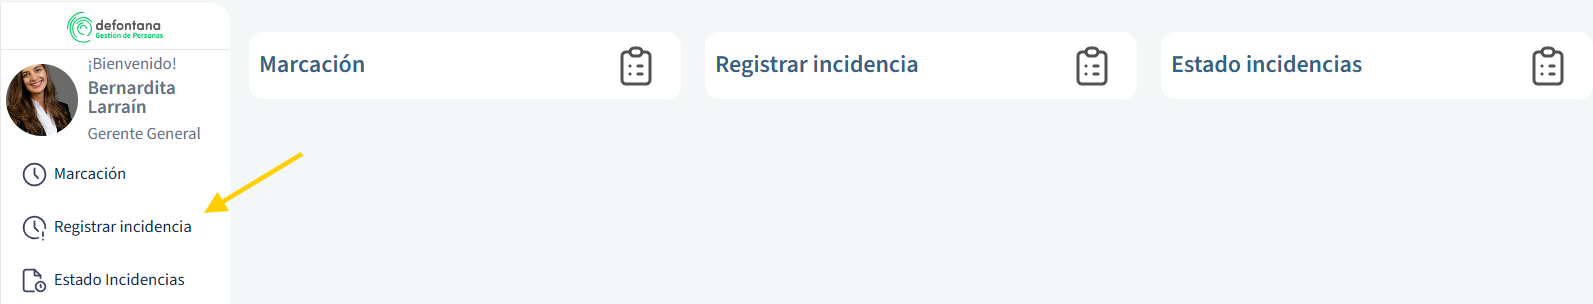 defontana
Gestión de Personas
¡Bienvenido!
Bernardita
Larraín
Gerente General
Marcación
Registrar incidencia
Estado Incidencias
Marcación
Registrar incidencia
Estado incidencias